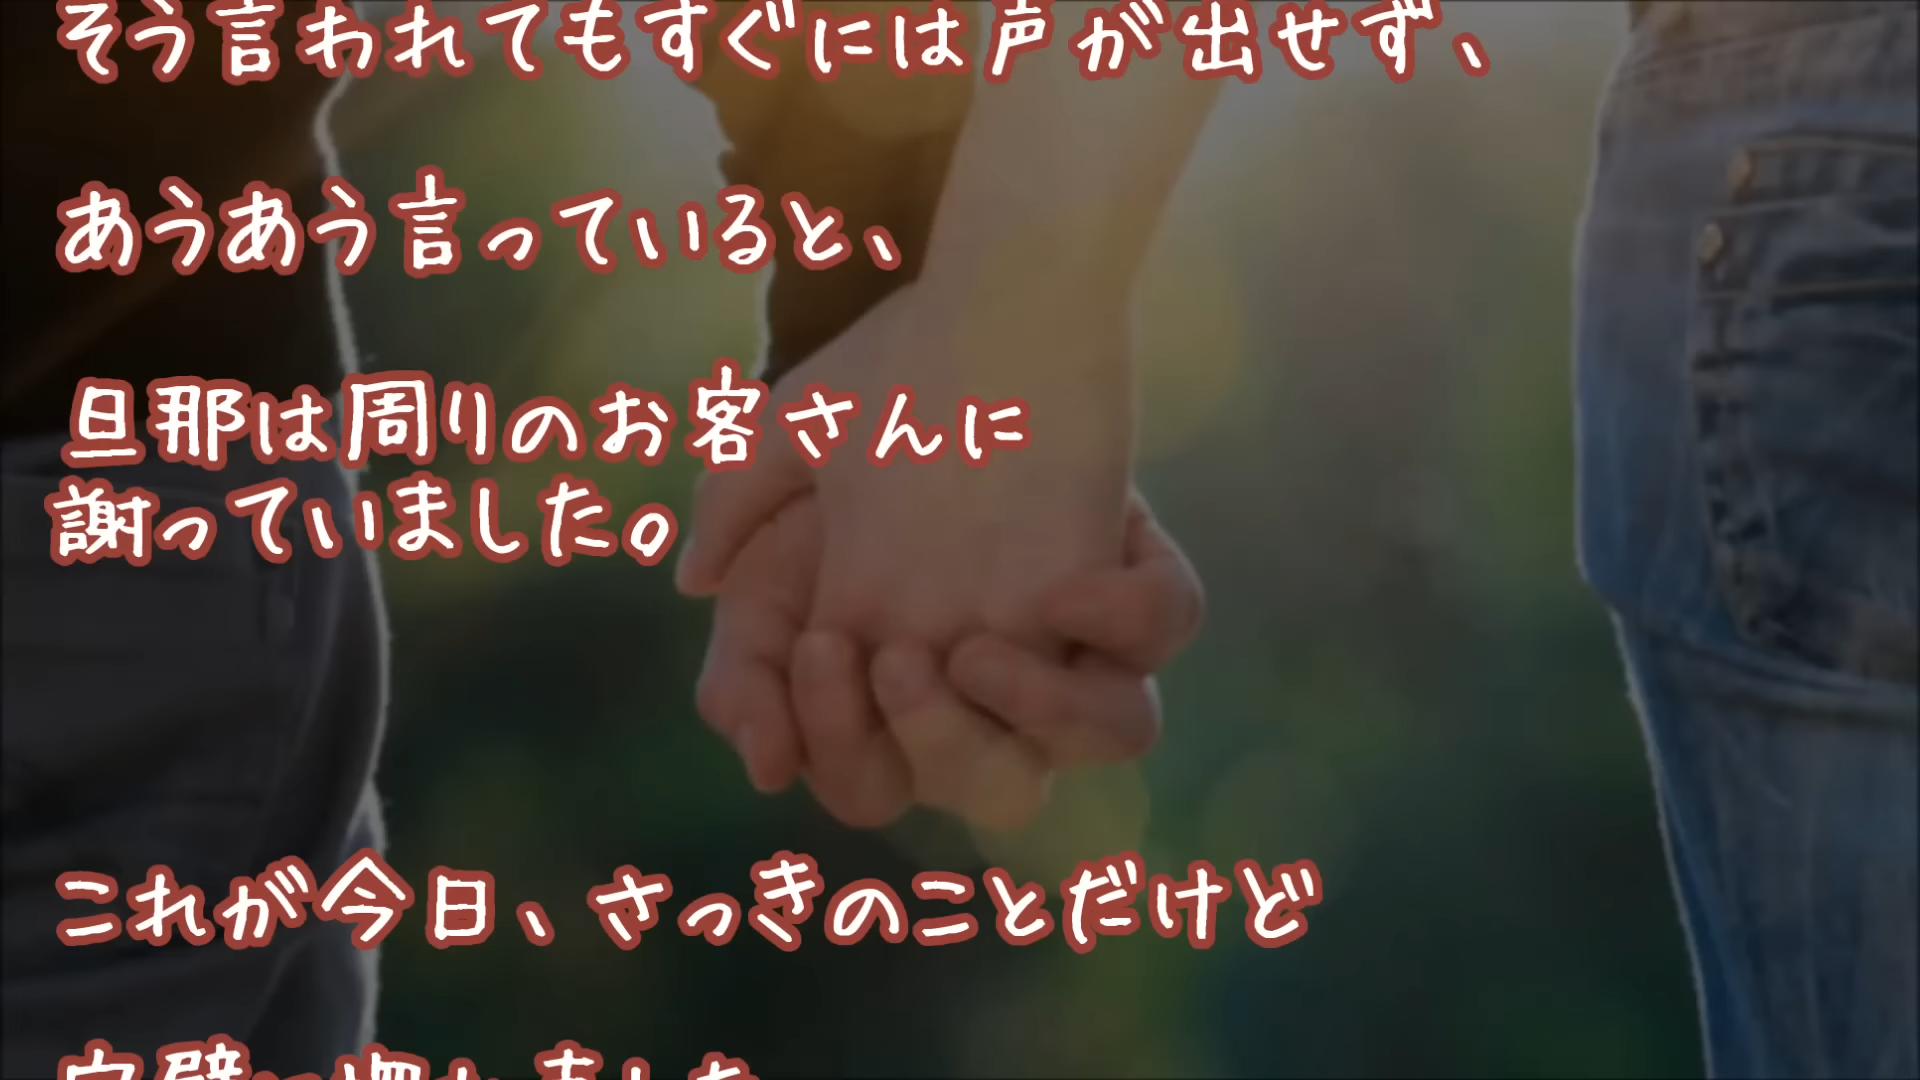 そう言われてもすぐには声が出せず、
あうあう言っていると、
旦那は周りのお客さんに
謝っていました。
これが今日、さっきのことだけど